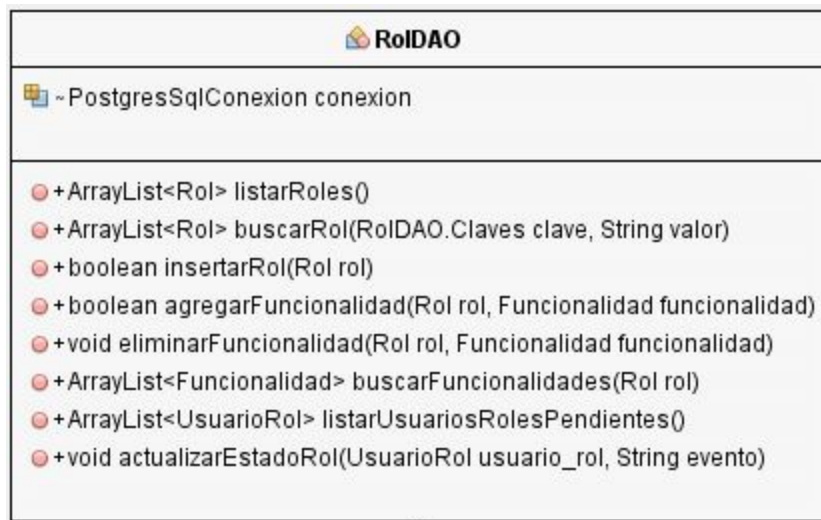 RolDAO
~PostgresSqlConexion conexion
+ArrayList<Rol> listarRoles()
+ArrayList<Rol> buscarRol(RolDAO.Claves clave, String valor)
+boolean insertarRol(Rol rol)
+boolean agregarFuncionalidad(Rol rol, Funcionalidad funcionalidad)
+void eliminarFuncionalidad(Rol rol, Funcionalidad funcionalidad)
+ArrayList<Funcionalidad> buscarFuncionalidades(Rol rol)
+ArrayList<UsuarioRol> listarUsuariosRolesPendientes()
+void actualizarEstadoRol(UsuarioRol usuario_rol, String evento)